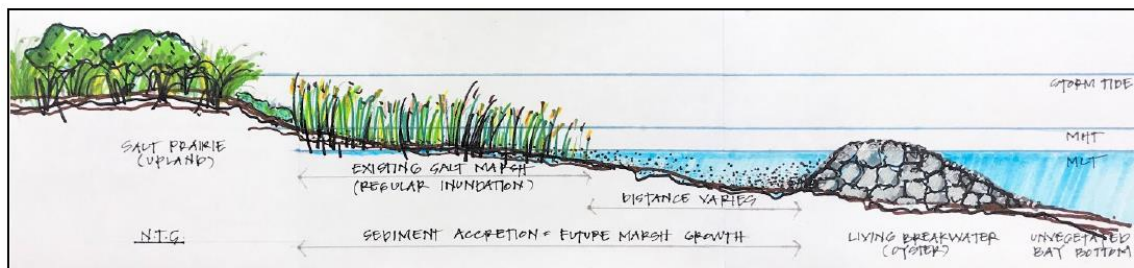 STORM TIDE
MHT
MLT
SALT PRAIRIE
(UPLAND)
EXISTING SALT MARSH
(REGULAR INUNDATION)
DISTANCE VARIES
N.T.S.
SEDIMENT ACCRETION = FUTURE MARSH GROWTH
LIVING BREAKWATER
(OYSTER)
UNVEGETATED
BAY BOTTOM